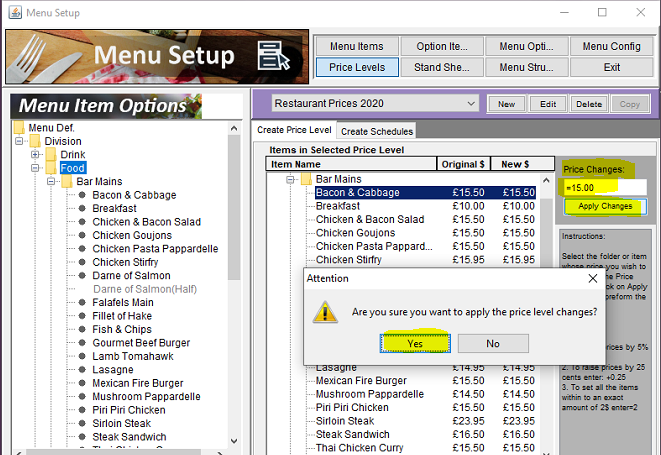 Menu Setup
Menu Setup
Menu Items
Option Ite...
Menu Opti...
Menu Config
Price Levels
Stand She...
Menu Stru...
Exit
Menu Item Options
Restaurant Prices 2020
New
Edit
Delete
Copy
Menu Def.
Division
Drink
Food
Bar Mains
Bacon & Cabbage
Breakfast
Chicken & Bacon Salad
Chicken Goujons
Chicken Pasta Pappardelle
Chicken Stirfry
Darne of Salmon
Darne of Salmon(Half)
Falafels Main
Fillet of Hake
Fish & Chips
Gourmet Beef Burger
Lamb Tomahawk
Lasagne
Mexican Fire Burger
Mushroom Pappardelle
Piri Piri Chicken
Sirloin Steak
Steak Sandwich
Thai Chicken Curry
Create Price Level
Create Schedules
Items in Selected Price Level
Item Name Original $ New $
Bar Mains
Bacon & Cabbage £15.50 £15.50
Breakfast £10.00 £10.00
Chicken & Bacon Salad £15.50 £15.50
Chicken Goujons £15.50 £15.50
Chicken Pasta Pappard... £15.50 £15.50
Chicken Stirfry £15.95 £15.95
Lasagne £14.95 £15.50
Mexican Fire Burger £15.50 £15.50
Mushroom Pappardelle £14.50 £14.50
Piri Piri Chicken £15.50 £15.50
Sirloin Steak £23.95 £23.95
Steak Sandwich £16.50 £16.50
Thai Chicken Curry £15.50 £15.50
Price Changes:
=15.00
Apply Changes
Instructions:
Select the folder or item
whose price you wish to
the Price
ck on Apply
preform the
Attention
Are you sure you want to apply the price level changes?
Yes
No
rices by 5%
2. To raise prices by 25
cents enter: +0.25
3. To set all the items
within to an exact
amount of 2$ enter=2